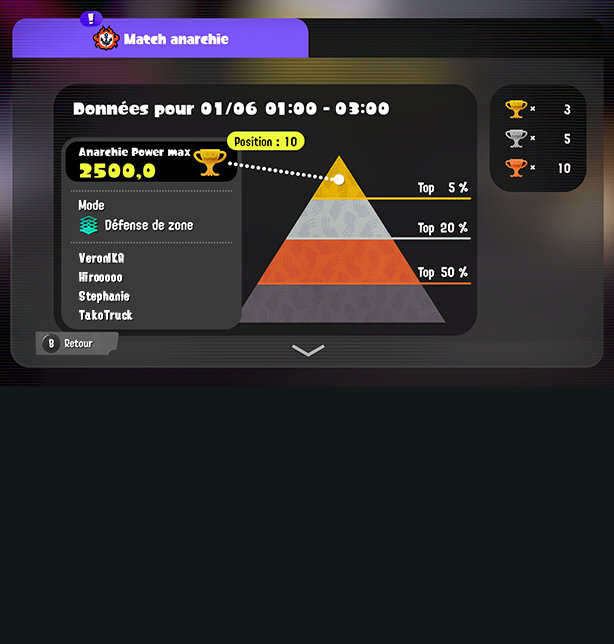 !
Match anarchie
Données pour 01/06 01:00 - 03:00
× 3
× 5
× 10
Anarchie Power max
2500,0
Position : 10
Mode
Défense de zone
VeronIKA
Hirooooo
Stephanie
TakoTruck
Top 5 %
Top 20 %
Top 50 %
B Retour